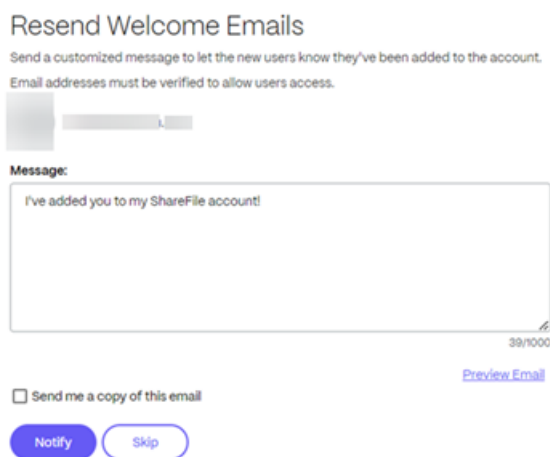 Resend Welcome Emails
Send a customized message to let the new users know they've been added to the account.
Email addresses must be verified to allow users access.
Message:
I've added you to my ShareFile account!
39/1000
Preview Email
Send me a copy of this email
Notify Skip